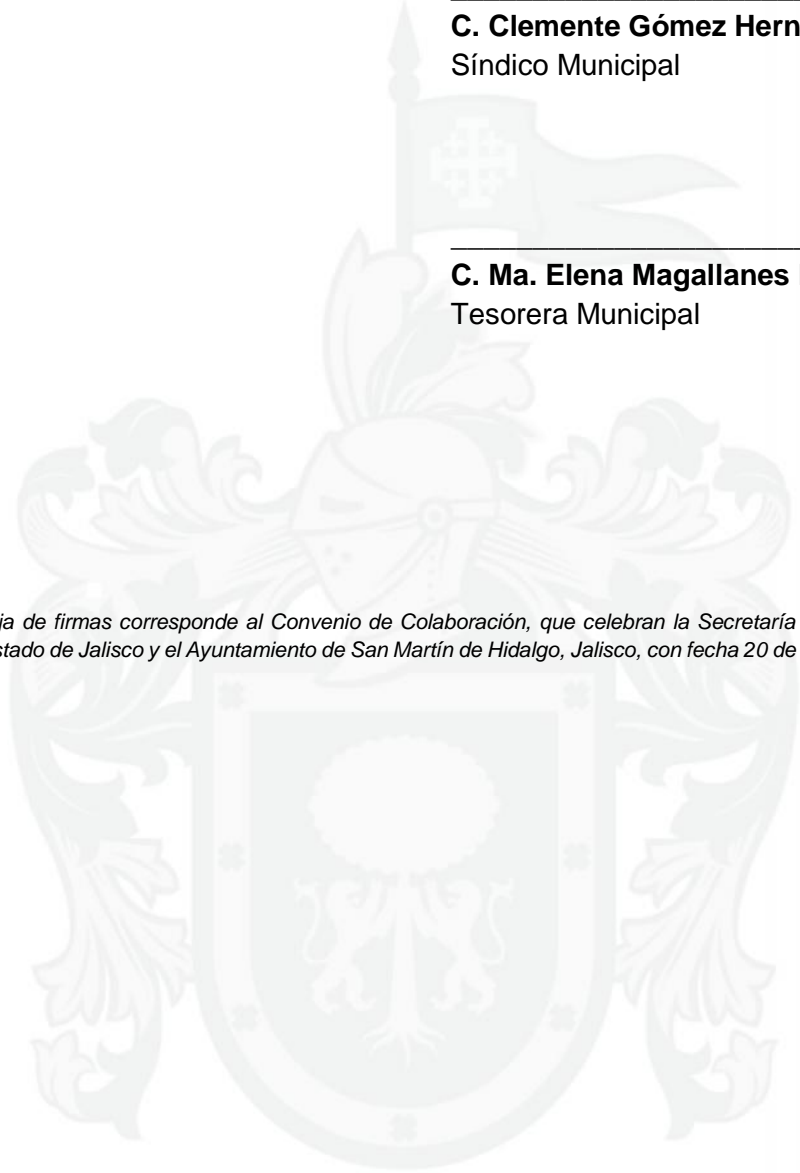 C. Clemente Gómez Hern
Síndico Municipal
C. Ma. Elena Magallanes
Tesorera Municipal
ja de firmas corresponde al Convenio de Colaboración, que celebran la Secretaría
stado de Jalisco y el Ayuntamiento de San Martín de Hidalgo, Jalisco, con fecha 20 de